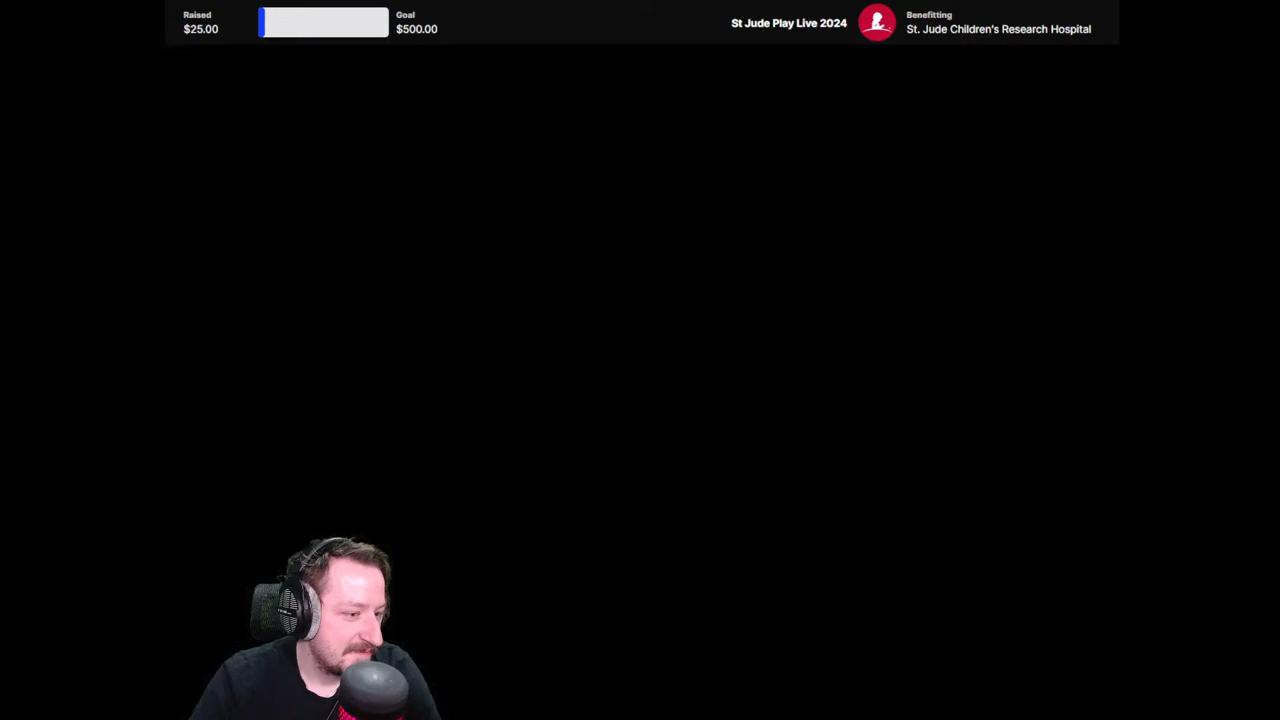 Raised
$25.00
Goal
$500.00
St Jude Play Live 2024
Benefitting
St. Jude Children's Research Hospital